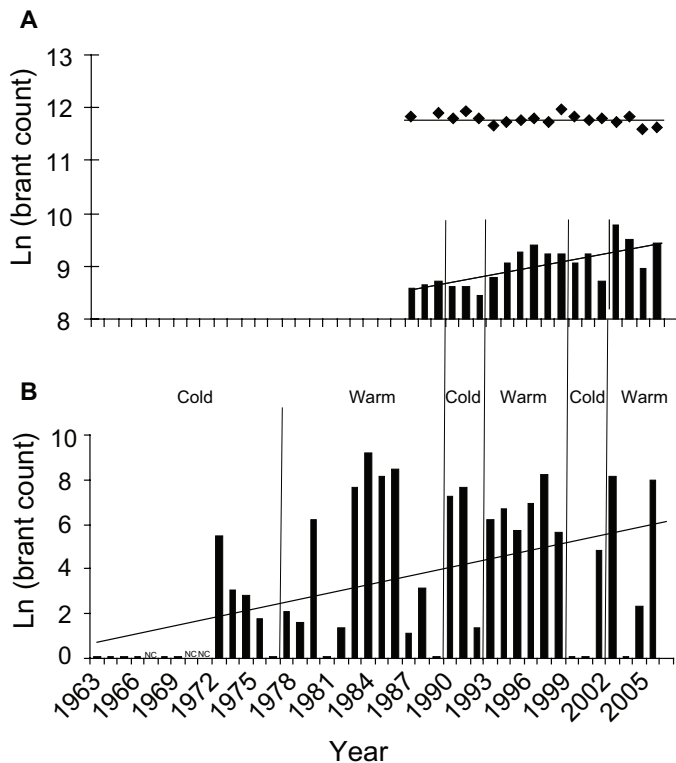 A
Ln (brant count)
13
12
11
10
9
8
B
Cold Warm Cold Warm Cold Warm
Ln (brant count)
10
8
6
4
2
0
NC NC NC
1963 1966 1969 1972 1975 1978 1981 1984 1987 1990 1993 1996 1999 2002 2005
Year